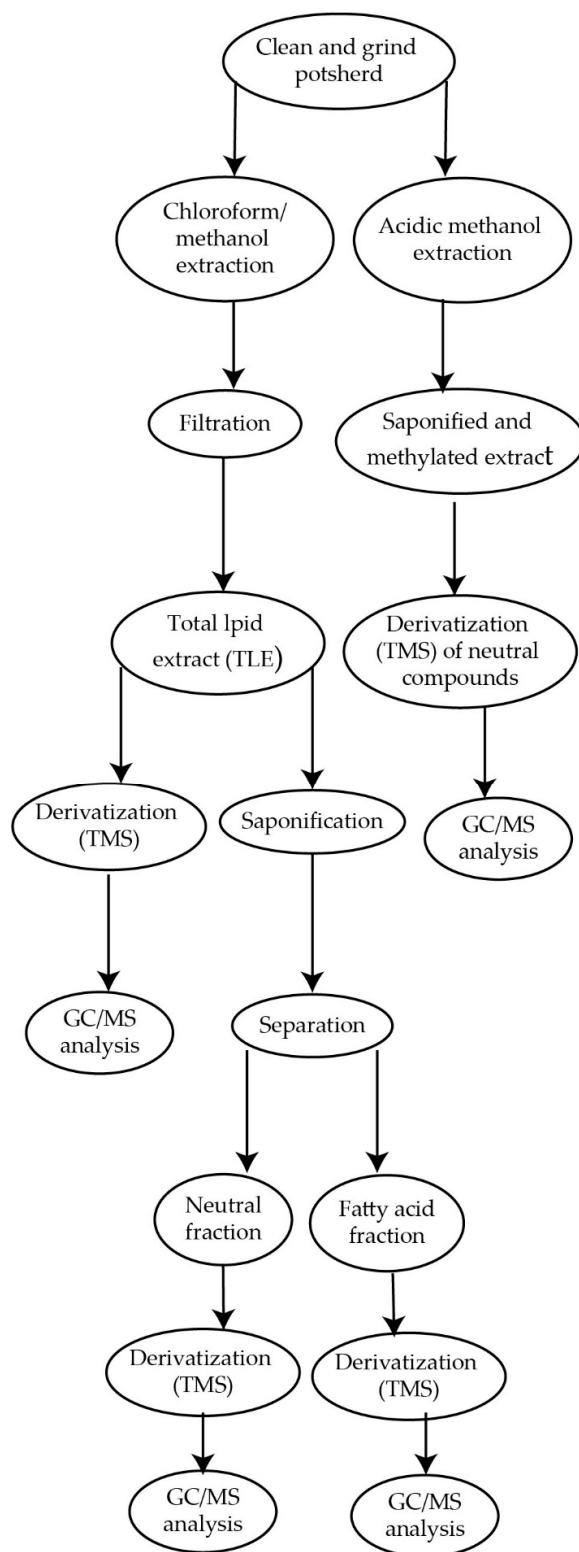 Clean and grind
potsherd
Chloroform/
methanol
extraction
Acidic methanol
extraction
Filtration
Saponified and
methylated extract
Total lpid
extract (TLE)
Derivatization
(TMS) of neutral
compounds
Derivatization
(TMS)
Saponification
GC/MS
analysis
GC/MS
analysis
Separation
Neutral
fraction
Fatty acid
fraction
Derivatization
(TMS)
Derivatization
(TMS)
GC/MS
analysis
GC/MS
analysis